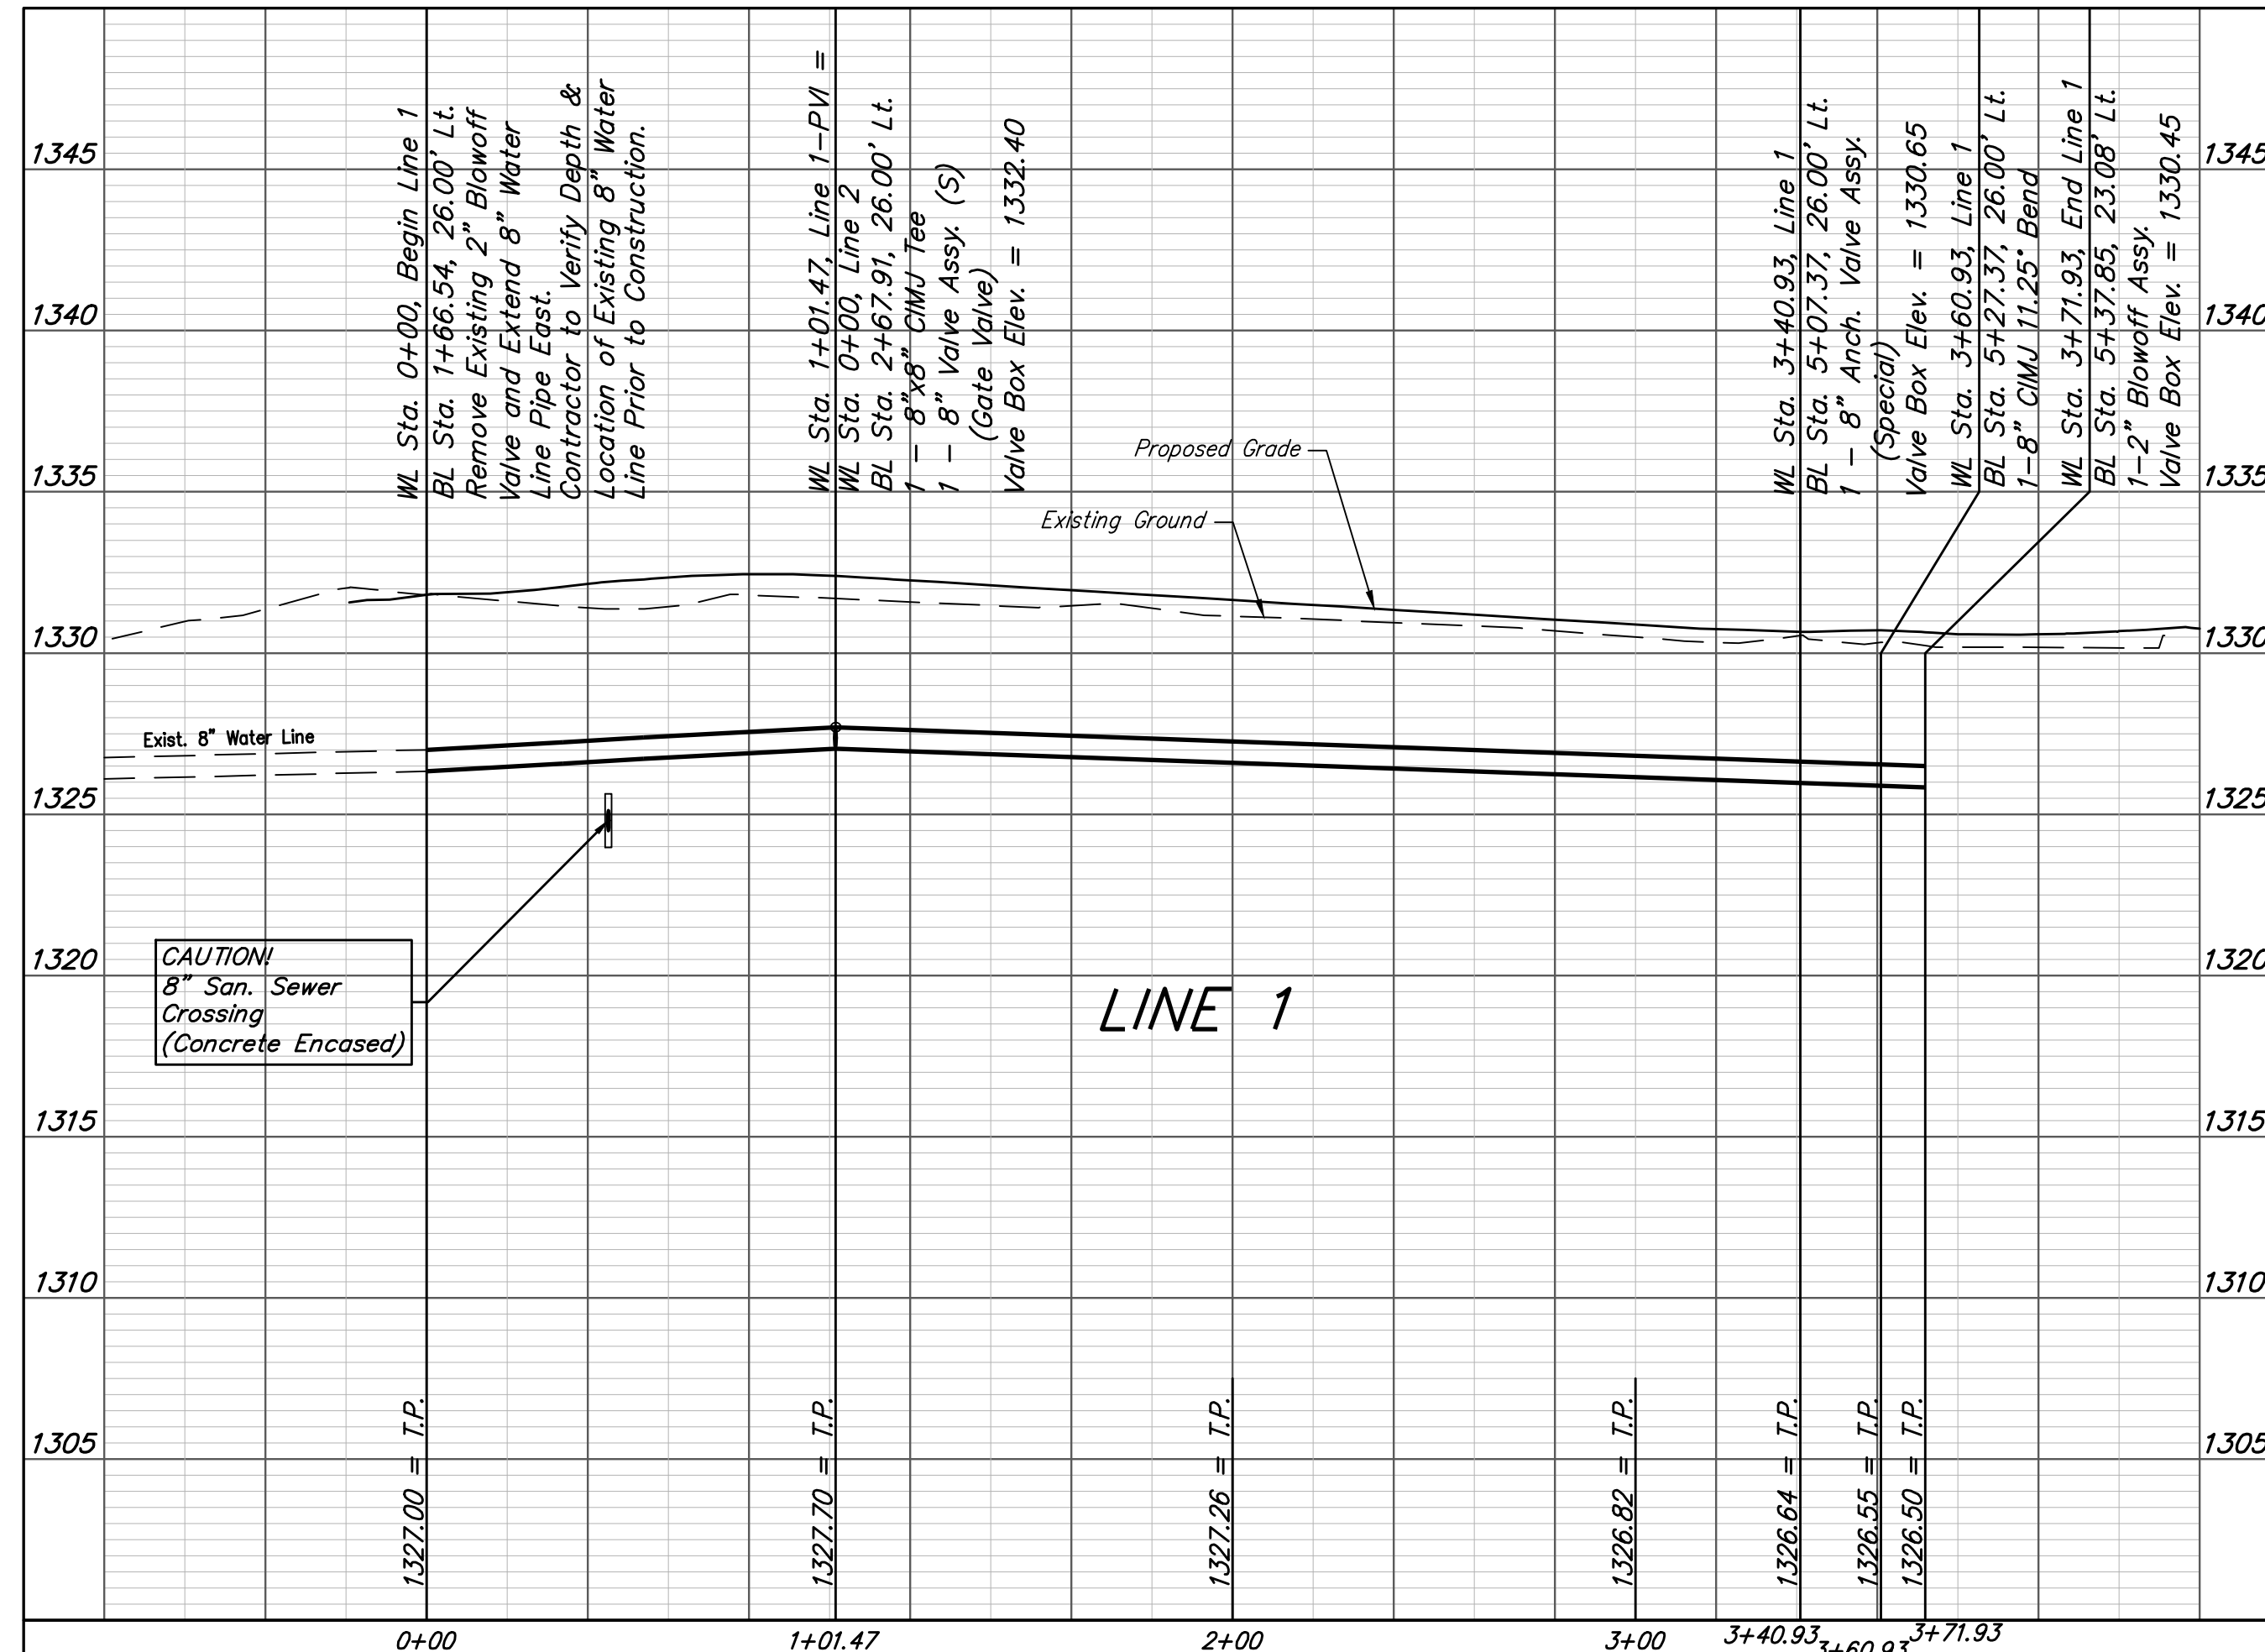 WL Sta. 0+00, Begin Line 1
BL Sta. 1+66.54, 26.00' Lt.
Remove Existing 2" Blowoff
Valve and Extend 8" Water
Line Pipe East.
Contractor to Verify Depth &
Location of Existing 8" Water
Line Prior to Construction.
WL Sta. 1+01.47, Line 1-PVI =
WL Sta. 0+00, Line 2
BL Sta. 2+67.91, 26.00' Lt.
1 - 8"x8" CIMJ Tee
1 - 8" Valve Assy. (S)
(Gate Valve)
Valve Box Elev. = 1332.40
WL Sta. 3+40.93, Line 1
BL Sta. 5+07.37, 26.00' Lt.
1 - 8" Anch. Valve Assy.
(Special)
Valve Box Elev. = 1330.65
WL Sta. 3+60.93, Line 1
BL Sta. 5+27.37, 26.00' Lt.
1-8" CIMJ 11.25° Bend
WL Sta. 3+71.93, End Line 1
BL Sta. 5+37.85, 23.08' Lt.
1-2" Blowoff Assy.
Valve Box Elev. = 1330.45
1345
1345
1340
1340
1335
1335
Proposed Grade
Existing Ground
1330
1330
Exist. 8" Water Line
1325
1325
1320
1320
CAUTION!
8" San. Sewer
Crossing
(Concrete Encased)
LINE 1
1315
1315
1310
1310
1305
1305
1327.00 = T.P.
1327.70 = T.P.
1327.26 = T.P.
1326.82 = T.P.
1326.64 = T.P.
1326.55 = T.P.
1326.50 = T.P.
0+00
1+01.47
2+00
3+00
3+40.93
3+60.93
3+71.93